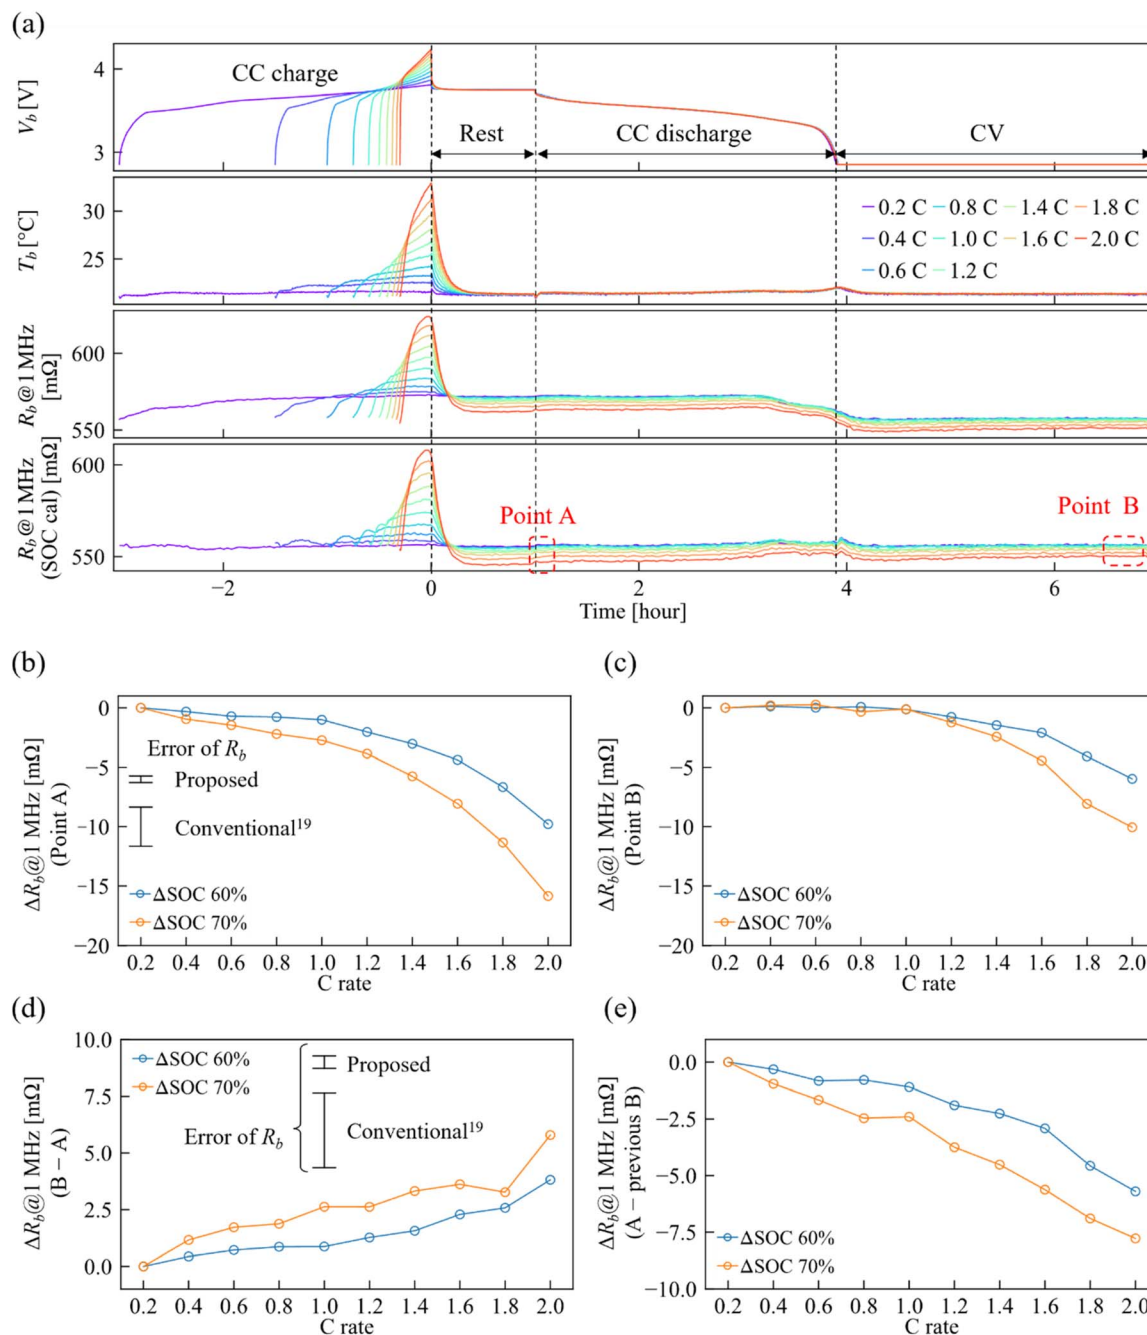 (a)
V_b [V]
4
3
CC charge
Rest
CC discharge
CV
T_b [°C]
30
25
0.2 C 0.8 C 1.4 C 1.8 C
0.4 C 1.0 C 1.6 C 2.0 C
0.6 C 1.2 C
R_b@1 MHz
[mΩ]
600
550
R_b@1 MHz
(SOC cal) [mΩ]
600
550
Point A
Point B
−2 0 2 4 6
Time [hour]
(b)
ΔR_b@1 MHz [mΩ]
(Point A)
0
−5
−10
−15
−20
Error of R_b
Proposed
Conventional¹⁹
ΔSOC 60%
ΔSOC 70%
0.2 0.4 0.6 0.8 1.0 1.2 1.4 1.6 1.8 2.0
C rate
(c)
ΔR_b@1 MHz [mΩ]
(Point B)
0
−5
−10
−15
−20
ΔSOC 60%
ΔSOC 70%
0.2 0.4 0.6 0.8 1.0 1.2 1.4 1.6 1.8 2.0
C rate
(d)
ΔR_b@1 MHz [mΩ]
(B − A)
10.0
7.5
5.0
2.5
0.0
ΔSOC 60%
ΔSOC 70%
Error of R_b
Proposed
Conventional¹⁹
0.2 0.4 0.6 0.8 1.0 1.2 1.4 1.6 1.8 2.0
C rate
(e)
ΔR_b@1 MHz [mΩ]
(A − previous B)
0.0
−2.5
−5.0
−7.5
−10.0
ΔSOC 60%
ΔSOC 70%
0.2 0.4 0.6 0.8 1.0 1.2 1.4 1.6 1.8 2.0
C rate